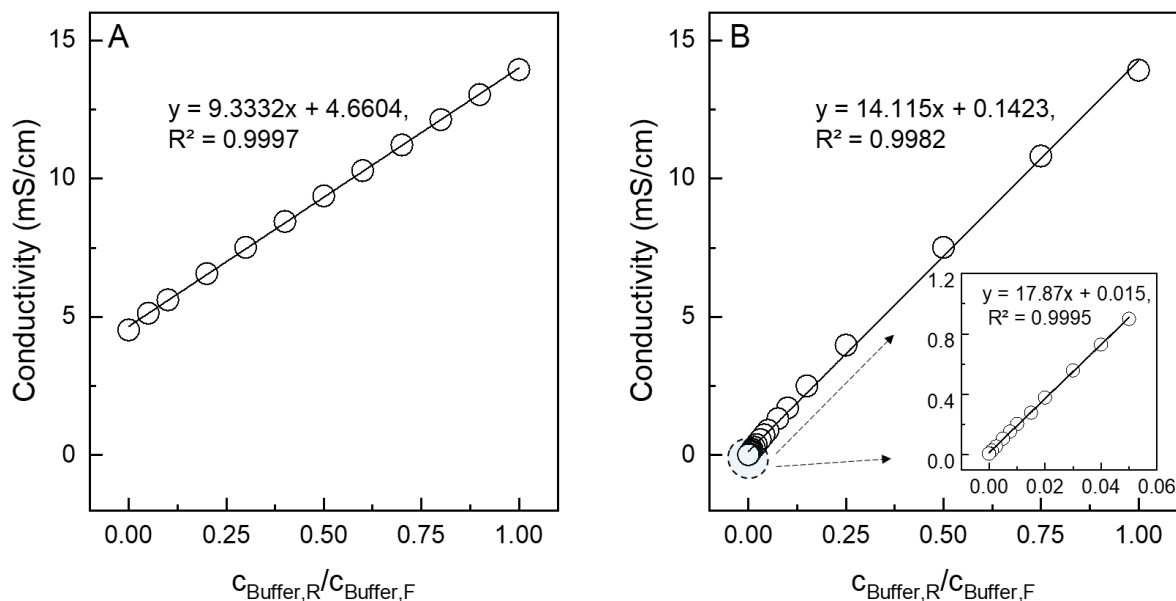 A
y = 9.3332x + 4.6604,
R² = 0.9997
15
10
5
0
Conductivity (mS/cm)
0.00 0.25 0.50 0.75 1.00
cBuffer,R/cBuffer,F
B
y = 14.115x + 0.1423,
R² = 0.9982
15
10
5
0
Conductivity (mS/cm)
0.00 0.25 0.50 0.75 1.00
cBuffer,R/cBuffer,F
y = 17.87x + 0.015,
R² = 0.9995
1.2
0.8
0.4
0.0
0.00 0.02 0.04 0.06